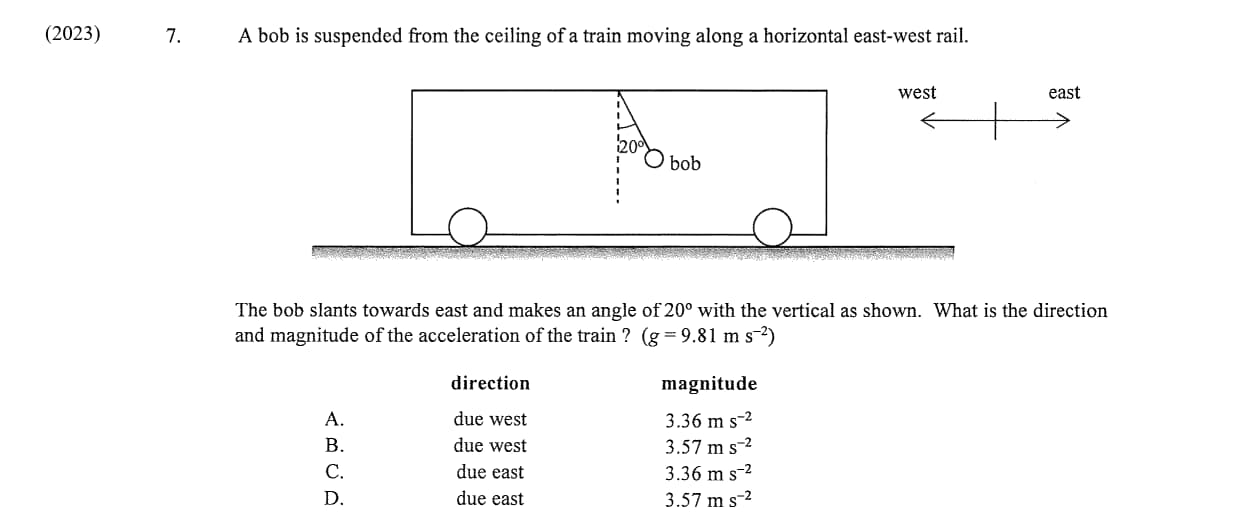 (2023) 7. A bob is suspended from the ceiling of a train moving along a horizontal east-west rail.
west east
20° bob
The bob slants towards east and makes an angle of 20° with the vertical as shown. What is the direction
and magnitude of the acceleration of the train ? (g = 9.81 m s⁻²)
direction magnitude
A. due west 3.36 m s⁻²
B. due west 3.57 m s⁻²
C. due east 3.36 m s⁻²
D. due east 3.57 m s⁻²